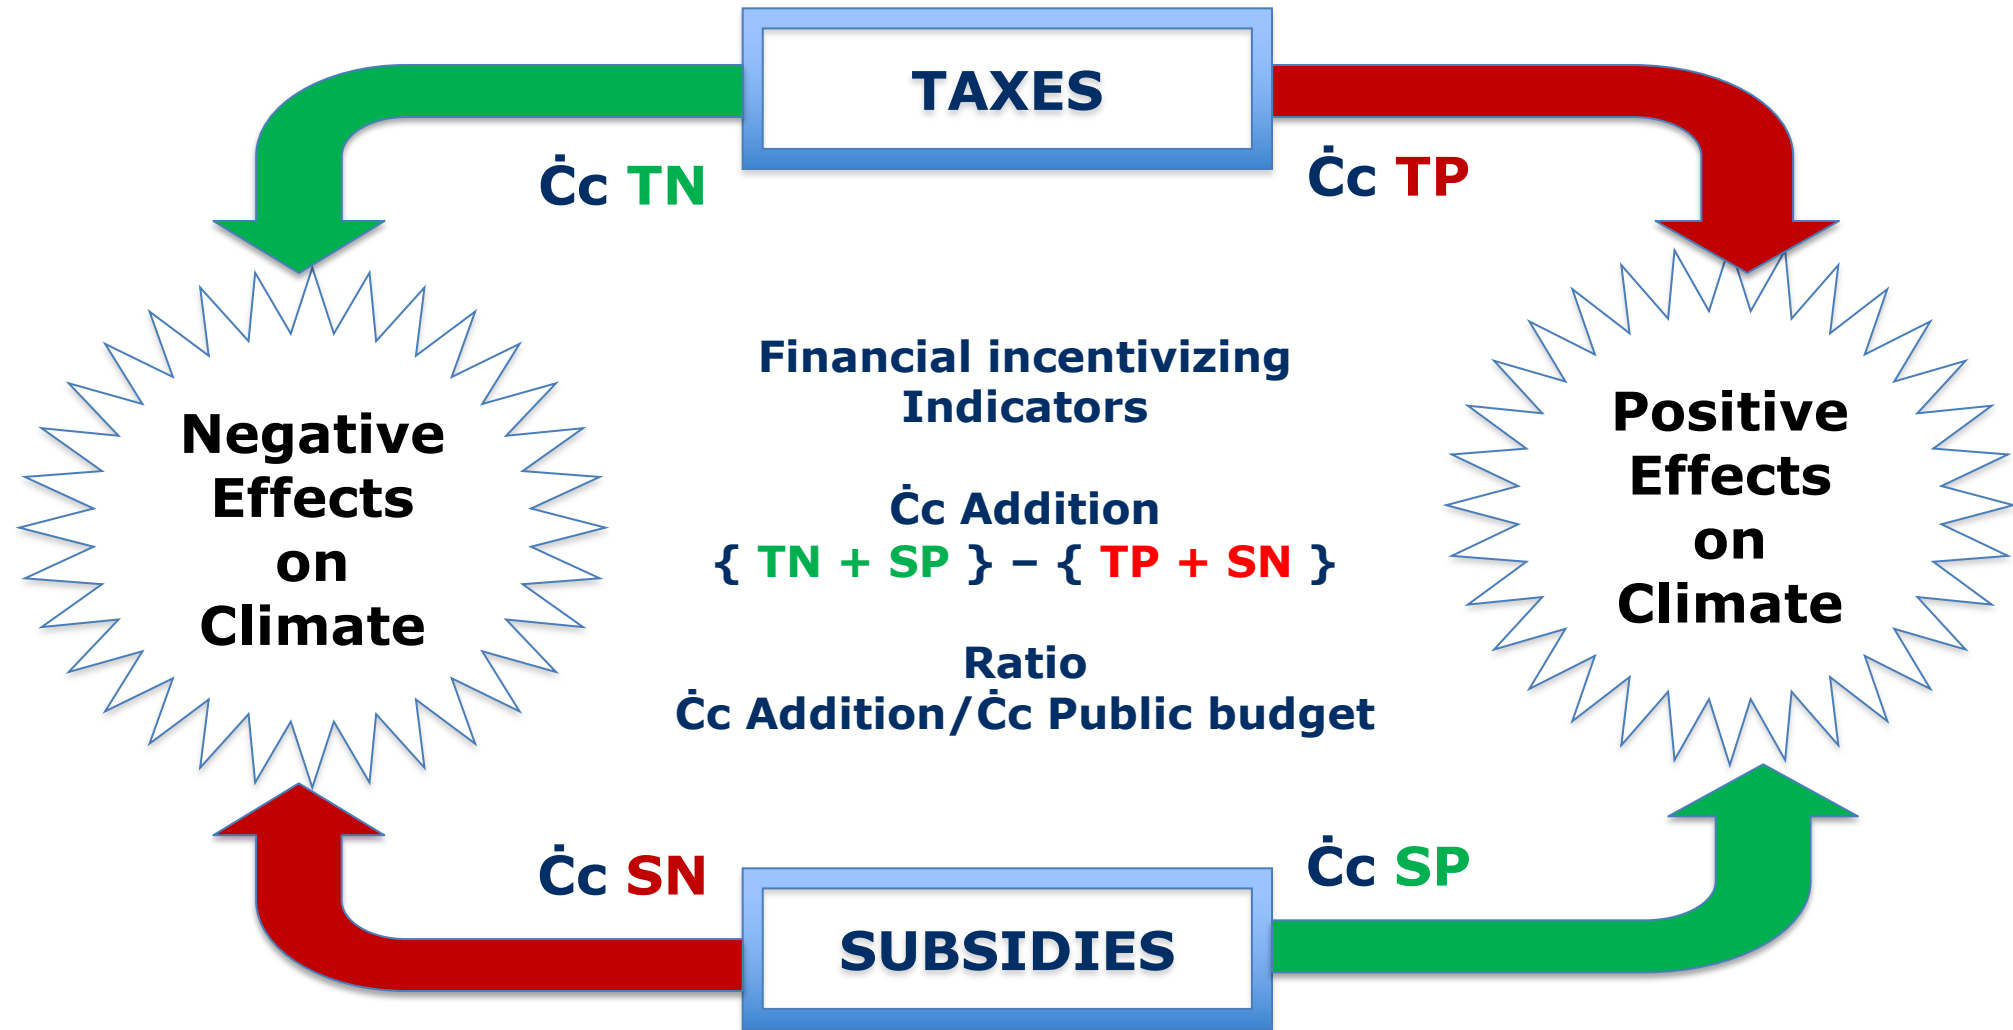 TAXES
Ċc TN
Ċc TP
Negative
Effects
on
Climate
Financial incentivizing
Indicators
Ċc Addition
{ TN + SP } – { TP + SN }
Ratio
Ċc Addition/Ċc Public budget
Positive
Effects
on
Climate
Ċc SN
Ċc SP
SUBSIDIES